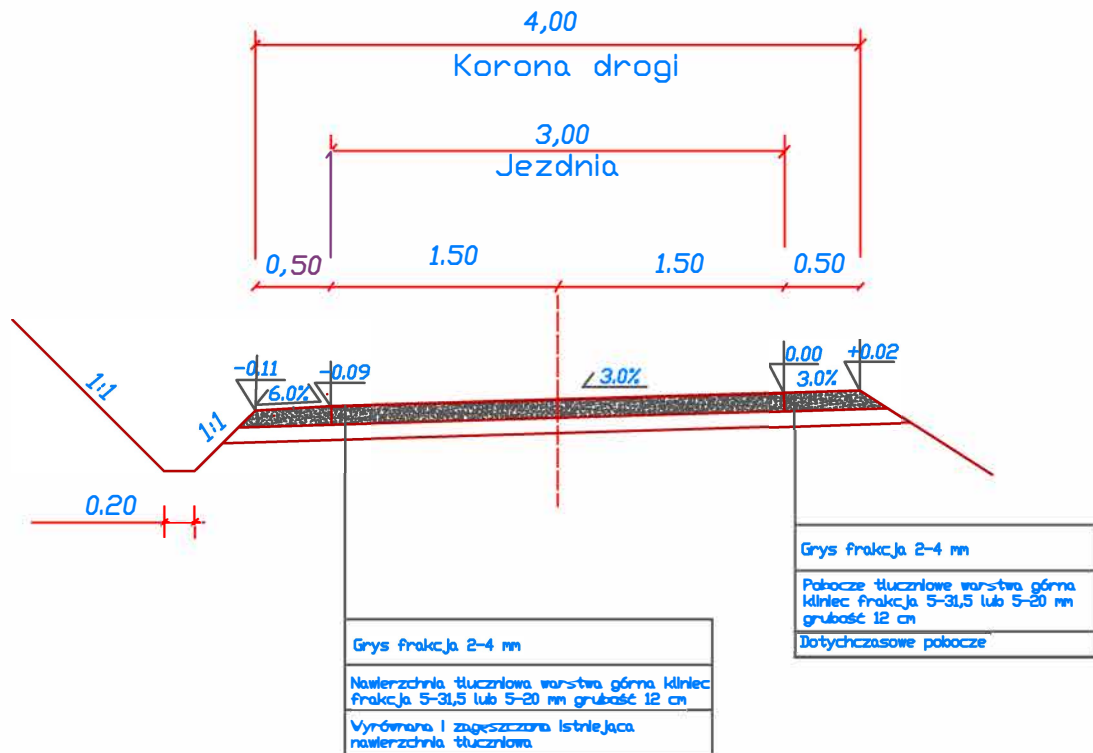 4,00
Korona drogi
3,00
Jezdnia
0,50
1.50
1.50
0.50
-0.11
6.0%
-0.09
3.0%
0.00
+0.02
3.0%
1:1
1:1
0.20
Grys frakcja 2-4 mm
Pobocze tłuczniowe warstwa górna
kliniec frakcja 5-31,5 lub 5-20 mm
grubość 12 cm
Dotychczasowe pobocze
Grys frakcja 2-4 mm
Nawierzchnia tłuczniowa warstwa górna kliniec
frakcja 5-31,5 lub 5-20 mm grubość 12 cm
Wyrównana i zagęszczona istniejąca
nawierzchnia tłuczniowa